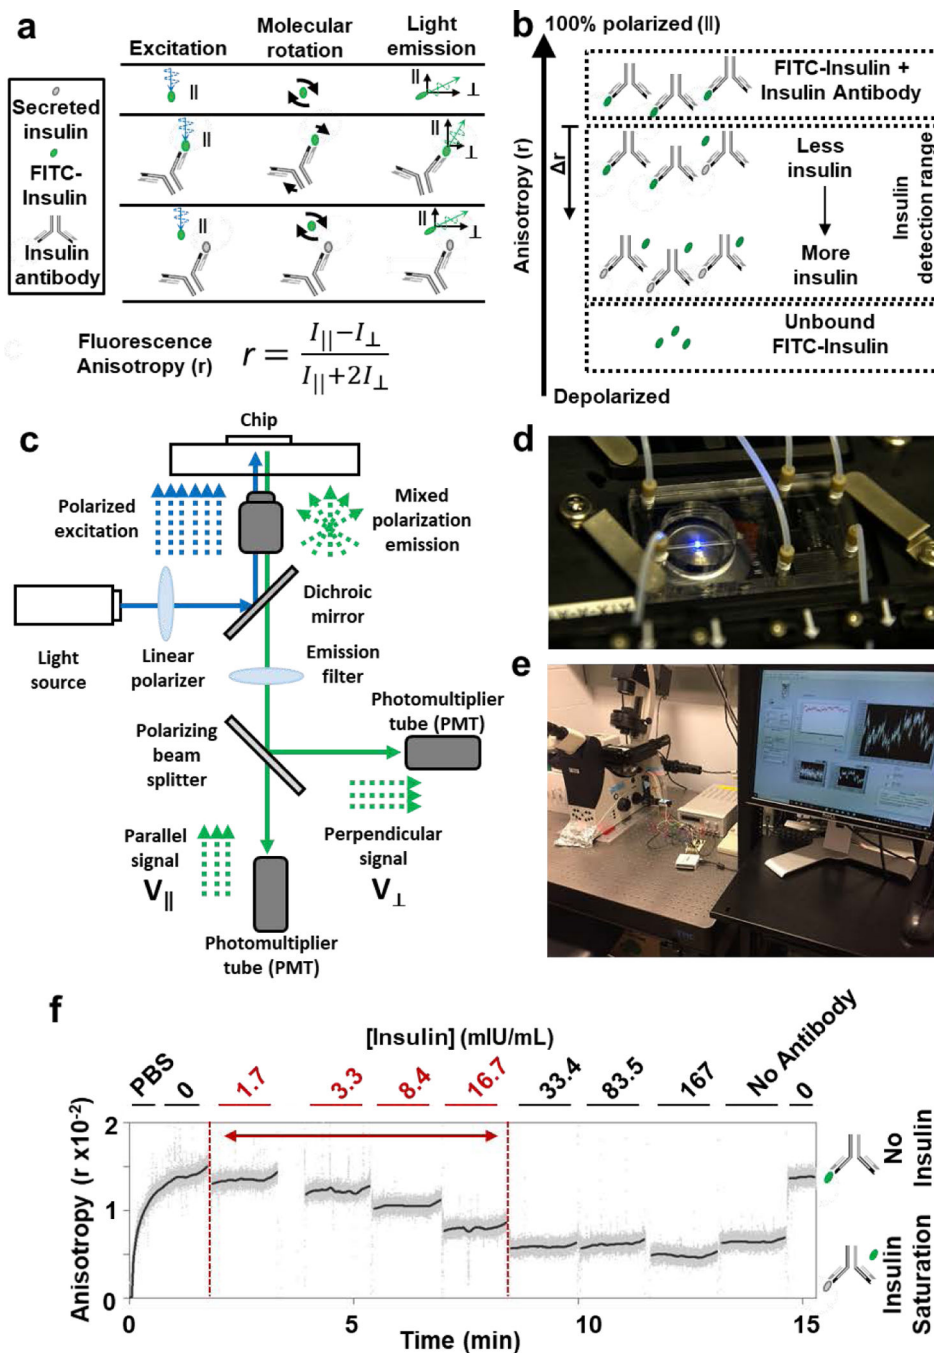 a
Excitation
Molecular
rotation
Light
emission
Secreted
insulin
FITC-
Insulin
Insulin
antibody
||
||
⊥
||
||
⊥
||
||
⊥
Fluorescence
Anisotropy (r)
r = (I|| − I⊥) / (I|| + 2I⊥)
b
100% polarized (||)
Anisotropy (r)
Δr
FITC-Insulin +
Insulin Antibody
Less
insulin
More
insulin
Insulin
detection range
Unbound
FITC-Insulin
Depolarized
c
Chip
Polarized
excitation
Mixed
polarization
emission
Dichroic
mirror
Light
source
Linear
polarizer
Emission
filter
Photomultiplier
tube (PMT)
Polarizing
beam
splitter
Parallel
signal
V||
Perpendicular
signal
V⊥
Photomultiplier
tube (PMT)
d
e
f
[Insulin] (mIU/mL)
PBS 0 1.7 3.3 8.4 16.7 33.4 83.5 167 No Antibody 0
Anisotropy (r x10-2)
2
1
0
0 5 10 15
Time (min)
No
Insulin
Insulin
Saturation